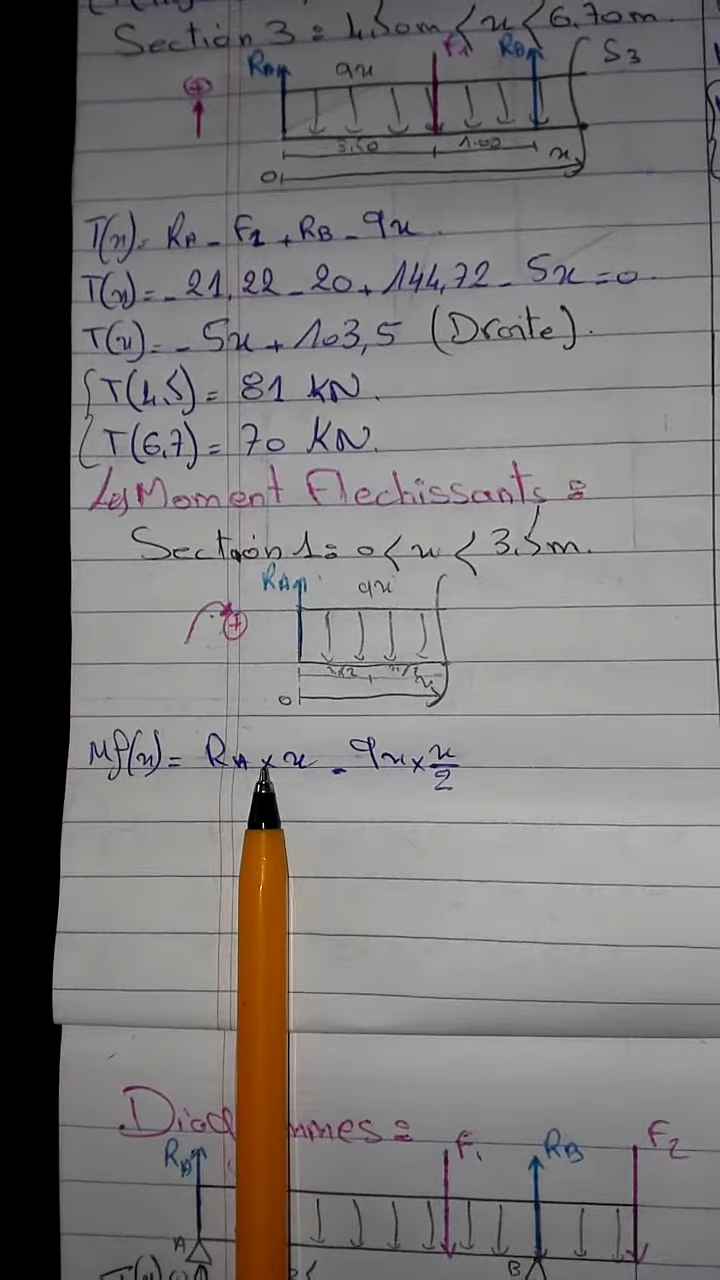 Section 3 = 4,50m < x < 6.70m.
RA qx F1 RB S3
+
3.50 1.00 x
0
T(x) = RA - F1 + RB - qx.
T(x) = - 21,22 - 20 + 144,72 - 5x = 0
T(x) = - 5x + 103,5 (Droite).
T(4,5) = 81 KN.
T(6,7) = 70 KN.
Les Moment Flechissants =
Section 1 = 0 < x < 3.5m.
RA qx
+
x/2 x/2 x
0
Mf(x) = RA × x - qx × x/2
RA F1 RB F2
A B